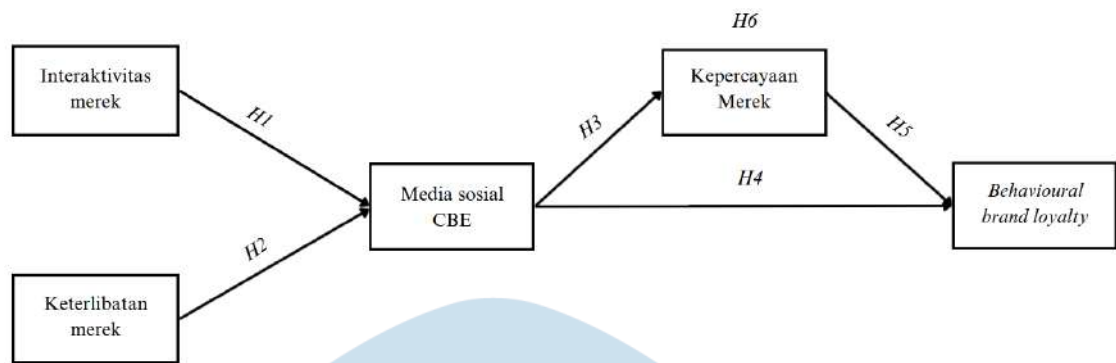 H6
Interaktivitas
merek
Kepercayaan
Merek
H1
H3
H5
Media sosial
CBE
H4
Behavioural
brand loyalty
H2
Keterlibatan
merek